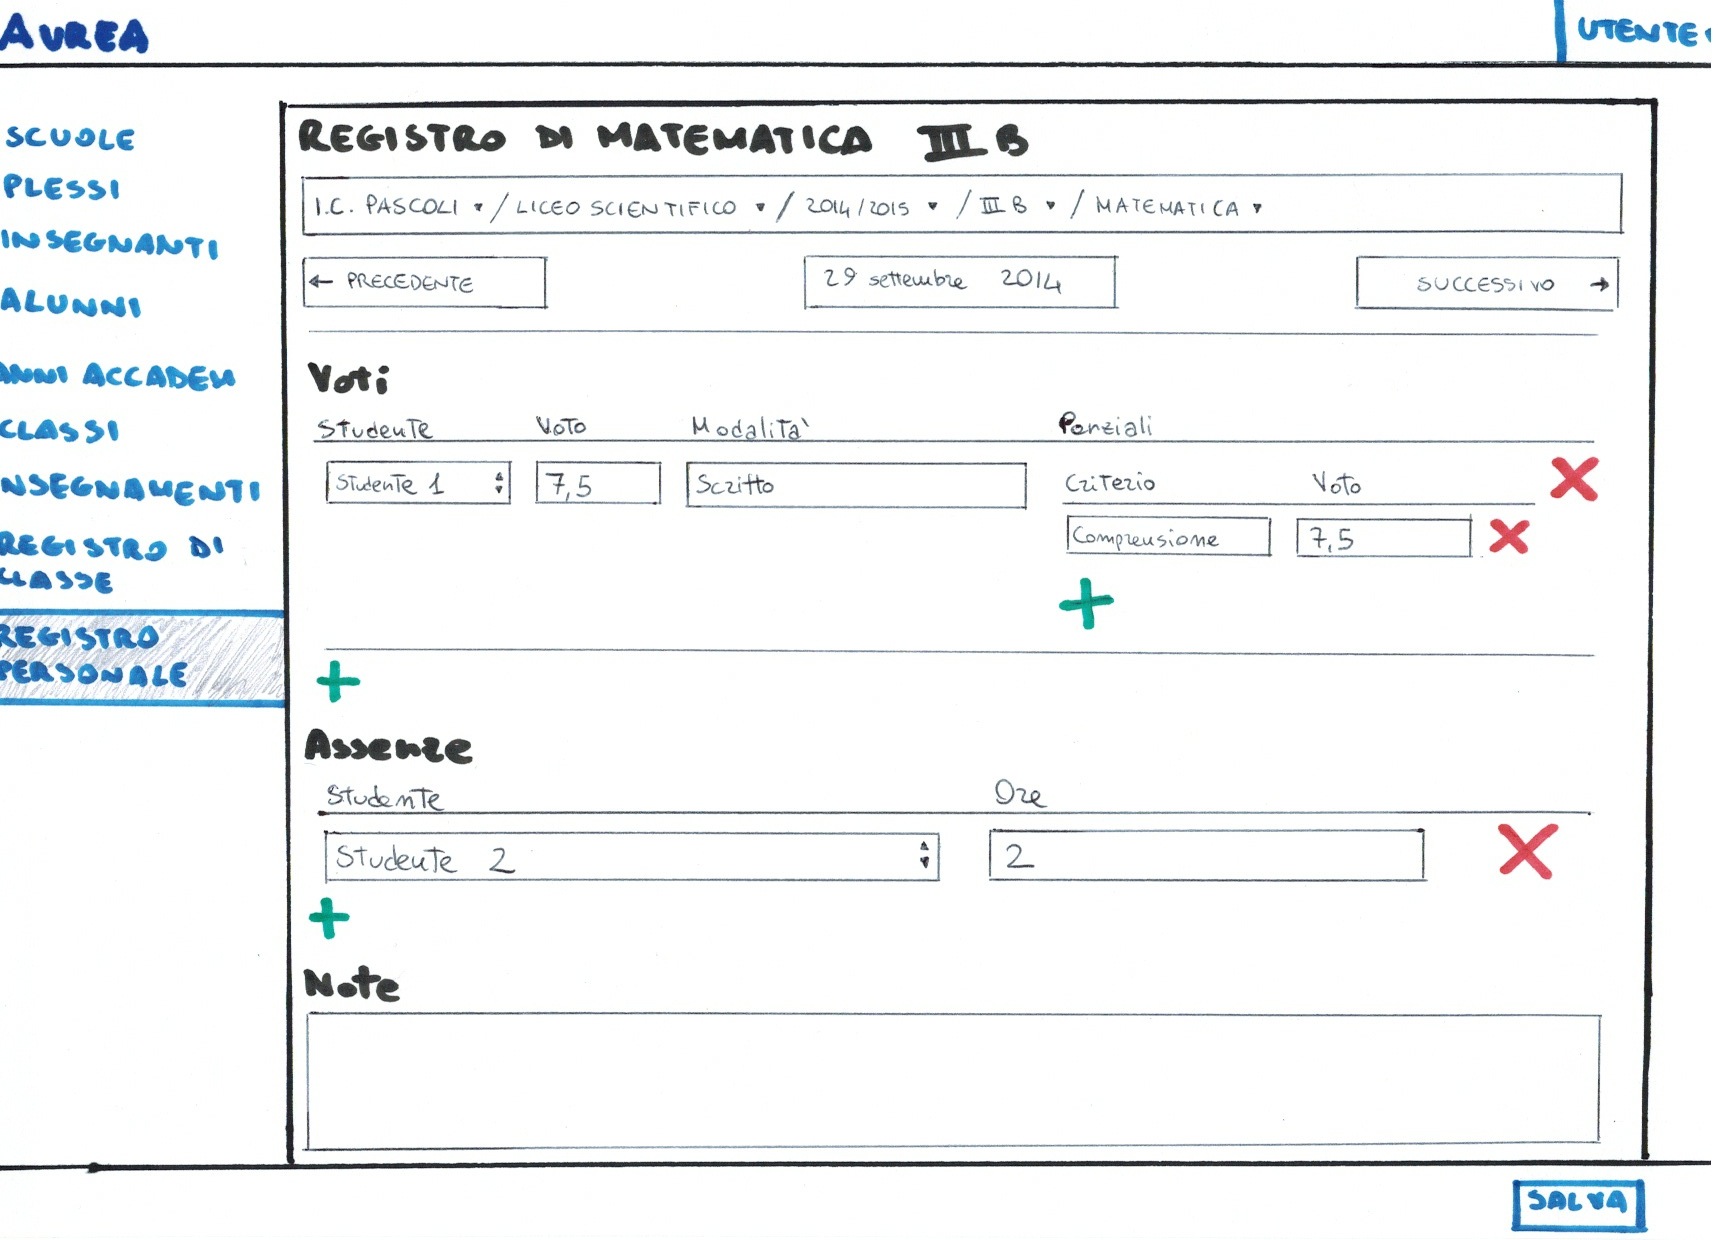 AUREA
UTENTE
SCUOLE
PLESSI
INSEGNANTI
ALUNNI
ANNI ACCADEM
CLASSI
NSEGNAMENTI
REGISTRO DI
CLASSE
REGISTRO
PERSONALE
REGISTRO DI MATEMATICA III B
I.C. PASCOLI ▾ / LICEO SCIENTIFICO ▾ / 2014/2015 ▾ / III B ▾ / MATEMATICA ▾
← PRECEDENTE
29 settembre 2014
SUCCESSIVO →
Voti
Studente Voto Modalita' Parziali
Studente 1 7,5 Scritto Criterio Voto
Comprensione 7,5
Assenze
Studente Ore
Studente 2 2
Note
SALVA